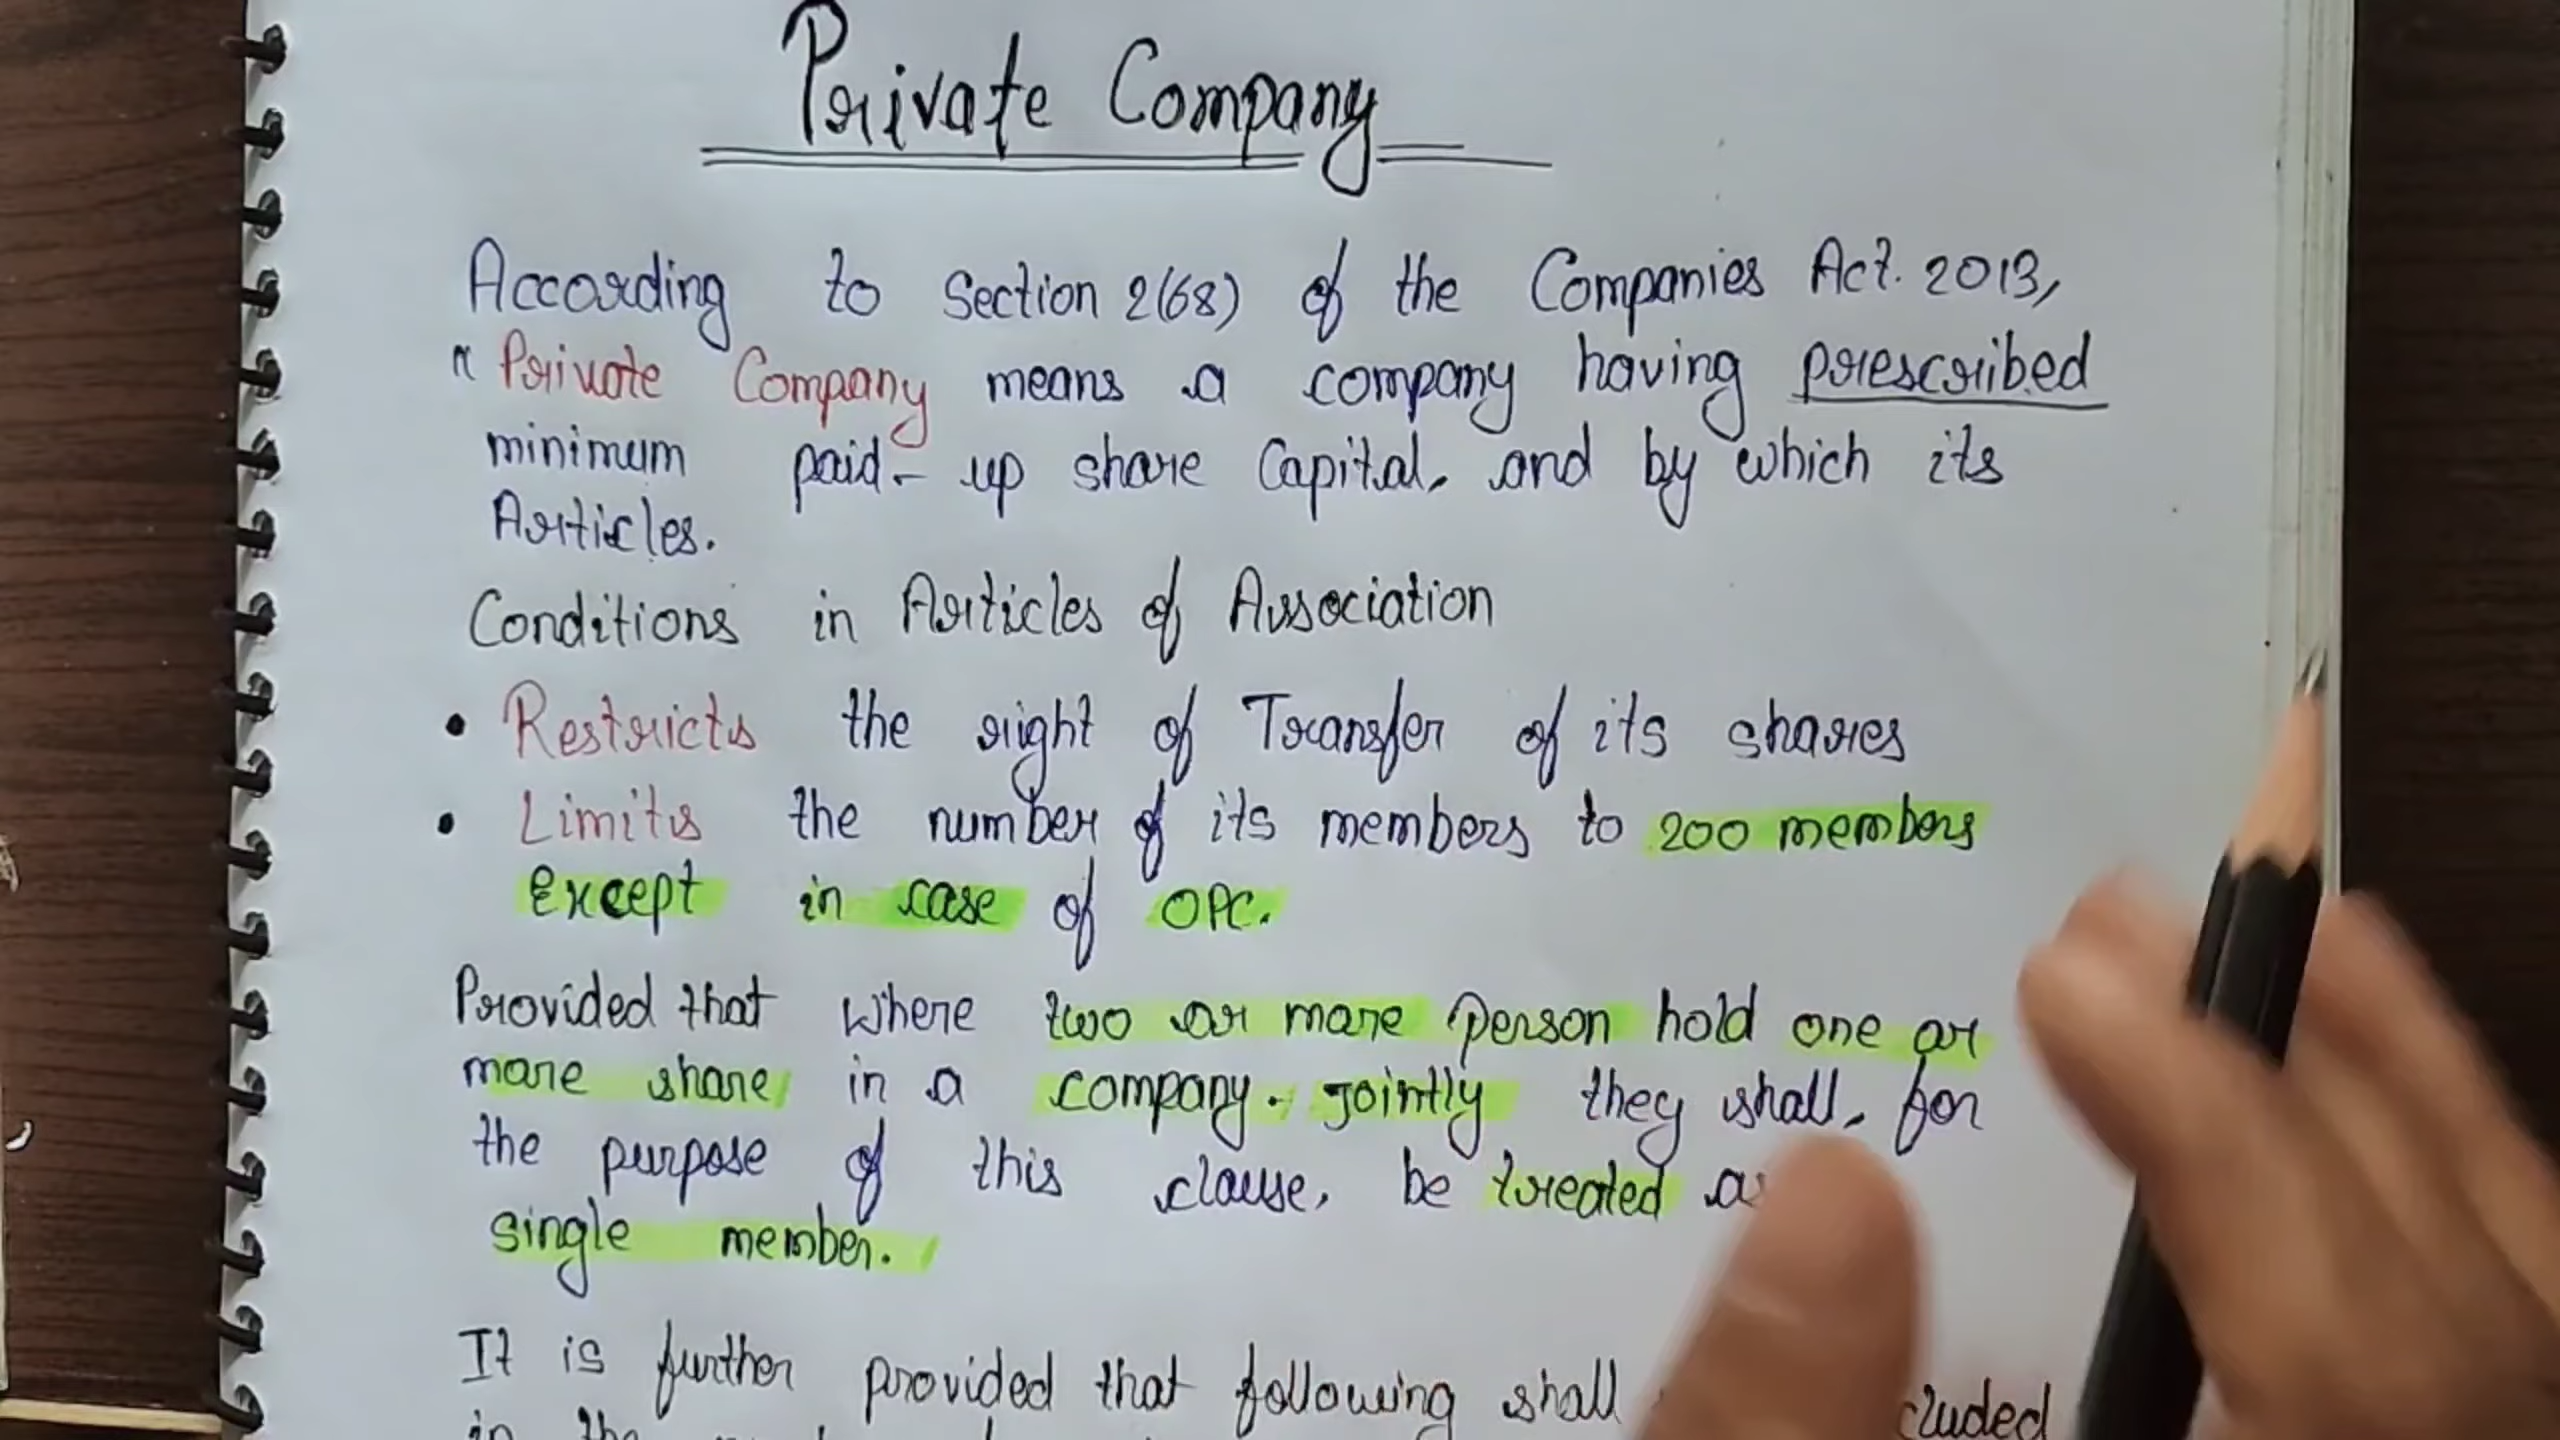 Private Company
According to Section 2(68) of the Companies Act. 2013,
" Private Company means a company having prescribed
minimum paid-up share Capital, and by which its
Articles.
Conditions in Articles of Association
• Restricts the right of Transfer of its shares
• Limits the number of its members to 200 members
Except in case of OPC.
Provided that where two or more person hold one or
more share in a company. Jointly they shall, for
the purpose of this clause, be treated as
single member.
It is further provided that following shall
in the